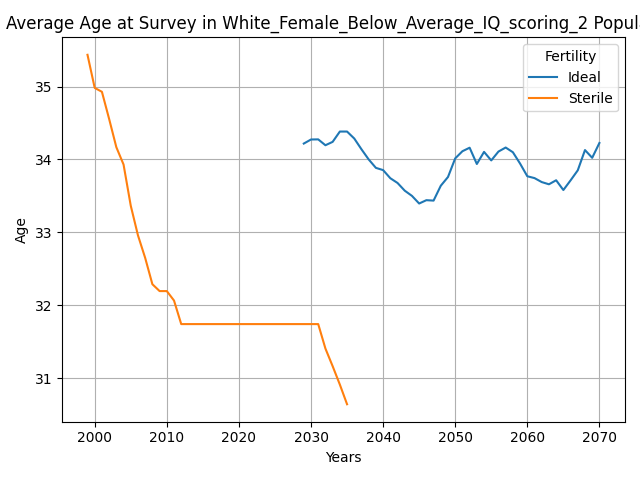 Average Age at Survey in White_Female_Below_Average_IQ_scoring_2 Popul
Fertility
Ideal
Sterile
35
34
33
32
31
Age
2000 2010 2020 2030 2040 2050 2060 2070
Years